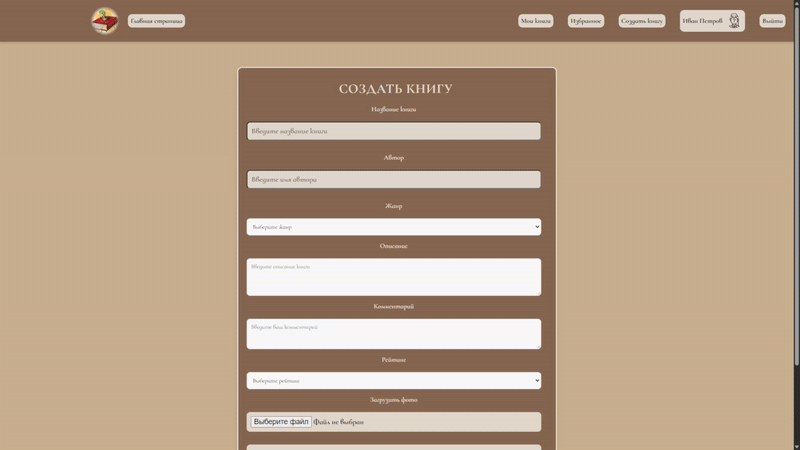 Главная страница
Мои книги
Избранное
Создать книгу
Иван Петров
Выйти
СОЗДАТЬ КНИГУ
Название книги
Введите название книги
Автор
Введите имя автора
Жанр
Выберите жанр
Описание
Введите описание книги
Комментарий
Введите ваш комментарий
Рейтинг
Выберите рейтинг
Загрузить фото
Выберите файл Файл не выбран